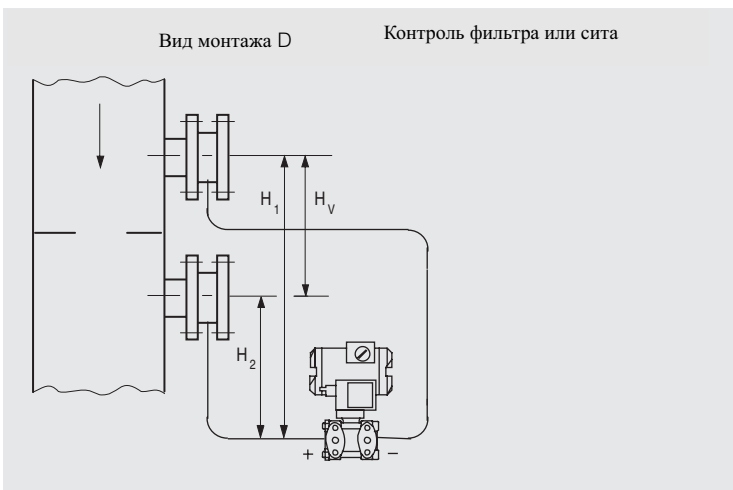 Вид монтажа D
Контроль фильтра или сита
H1
HV
H2
+
−